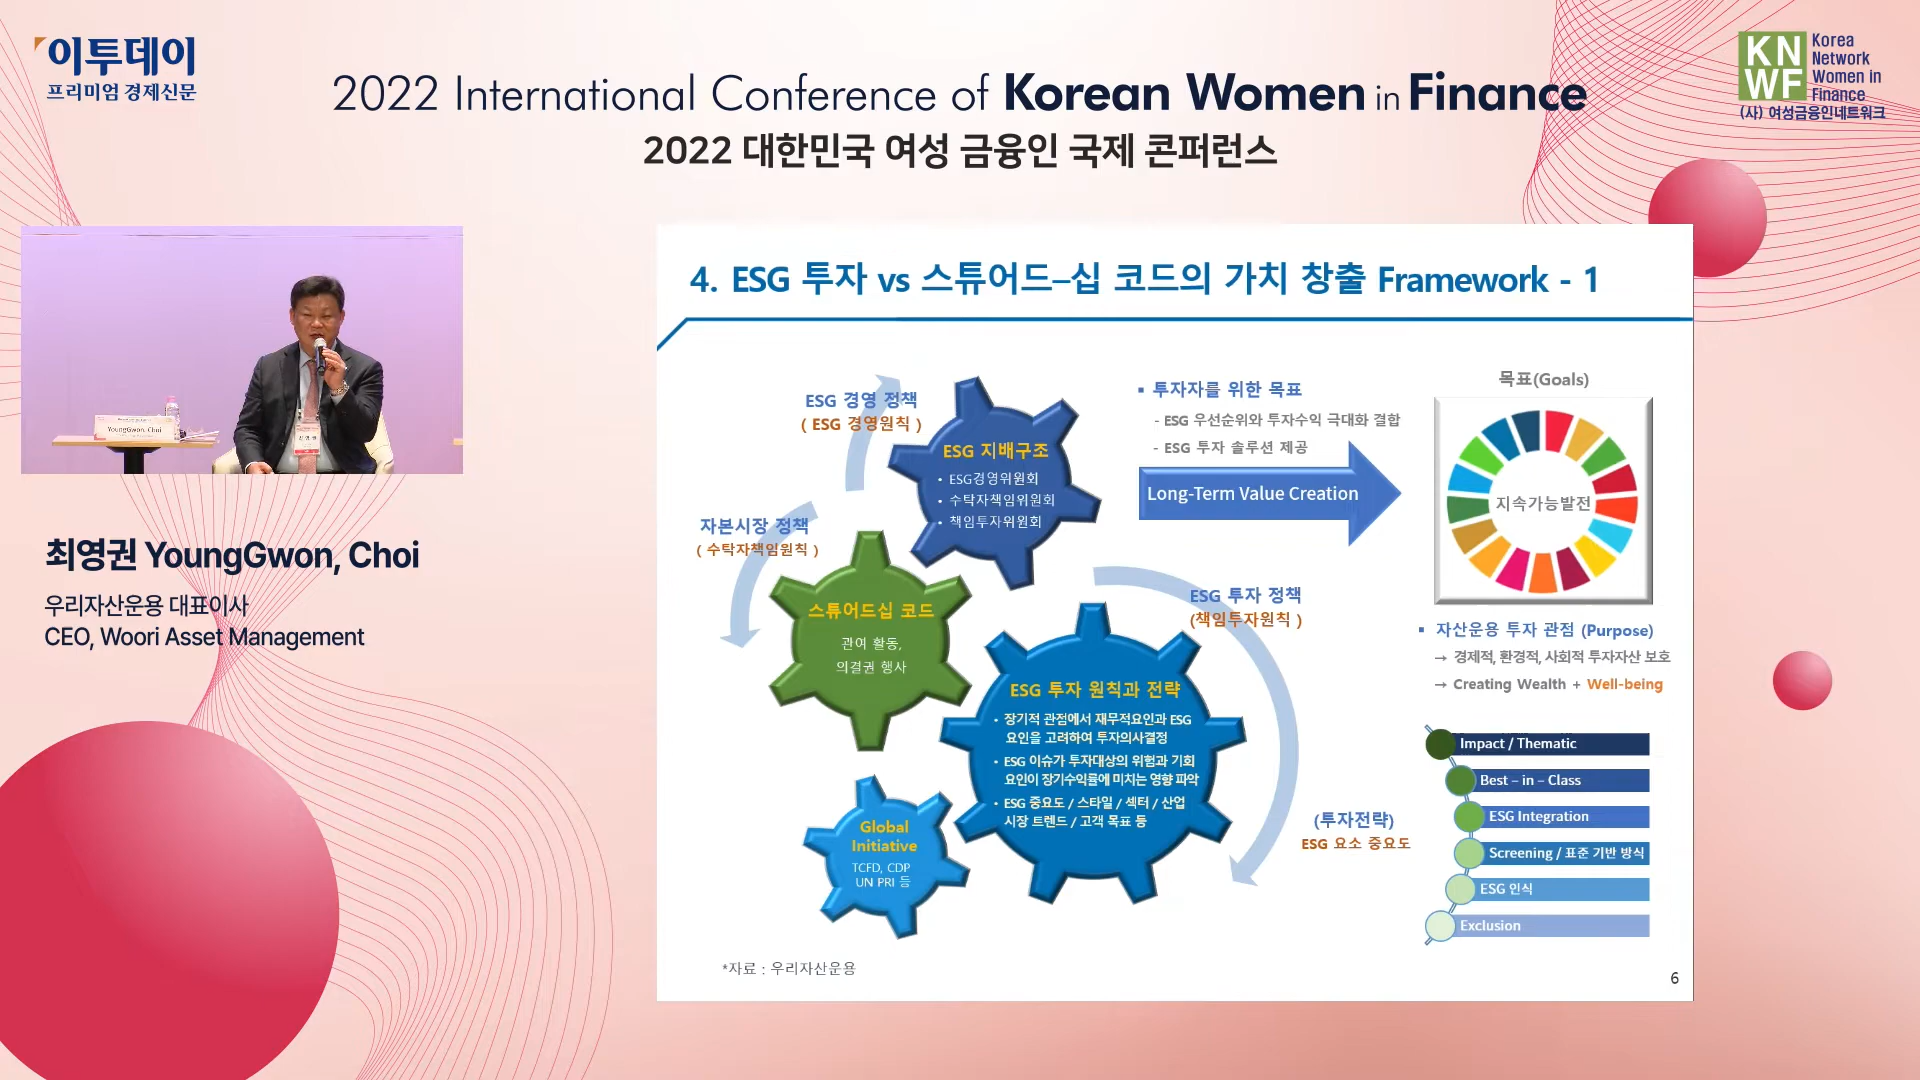 이투데이
프리미엄 경제신문
2022 International Conference of Korean Women in Finance
2022 대한민국 여성 금융인 국제 콘퍼런스
KN
WF
Korea
Network
Women in
Finance
(사) 여성금융인네트워크
YoungGwon, Choi
최영권 YoungGwon, Choi
우리자산운용 대표이사
CEO, Woori Asset Management
4. ESG 투자 vs 스튜어드–십 코드의 가치 창출 Framework - 1
ESG 경영 정책
( ESG 경영원칙 )
ESG 지배구조
• ESG경영위원회
• 수탁자책임위원회
• 책임투자위원회
자본시장 정책
( 수탁자책임원칙 )
스튜어드십 코드
관여 활동,
의결권 행사
▪ 투자자를 위한 목표
- ESG 우선순위와 투자수익 극대화 결합
- ESG 투자 솔루션 제공
Long-Term Value Creation
목표(Goals)
지속가능발전
ESG 투자 정책
(책임투자원칙 )
ESG 투자 원칙과 전략
• 장기적 관점에서 재무적요인과 ESG
요인을 고려하여 투자의사결정
• ESG 이슈가 투자대상의 위험과 기회
요인이 장기수익률에 미치는 영향 파악
• ESG 중요도 / 스타일 / 섹터 / 산업
시장 트렌드 / 고객 목표 등
Global
Initiative
TCFD, CDP
UN PRI 등
(투자전략)
ESG 요소 중요도
▪ 자산운용 투자 관점 (Purpose)
→ 경제적, 환경적, 사회적 투자자산 보호
→ Creating Wealth + Well-being
Impact / Thematic
Best – in – Class
ESG Integration
Screening / 표준 기반 방식
ESG 인식
Exclusion
*자료 : 우리자산운용
6